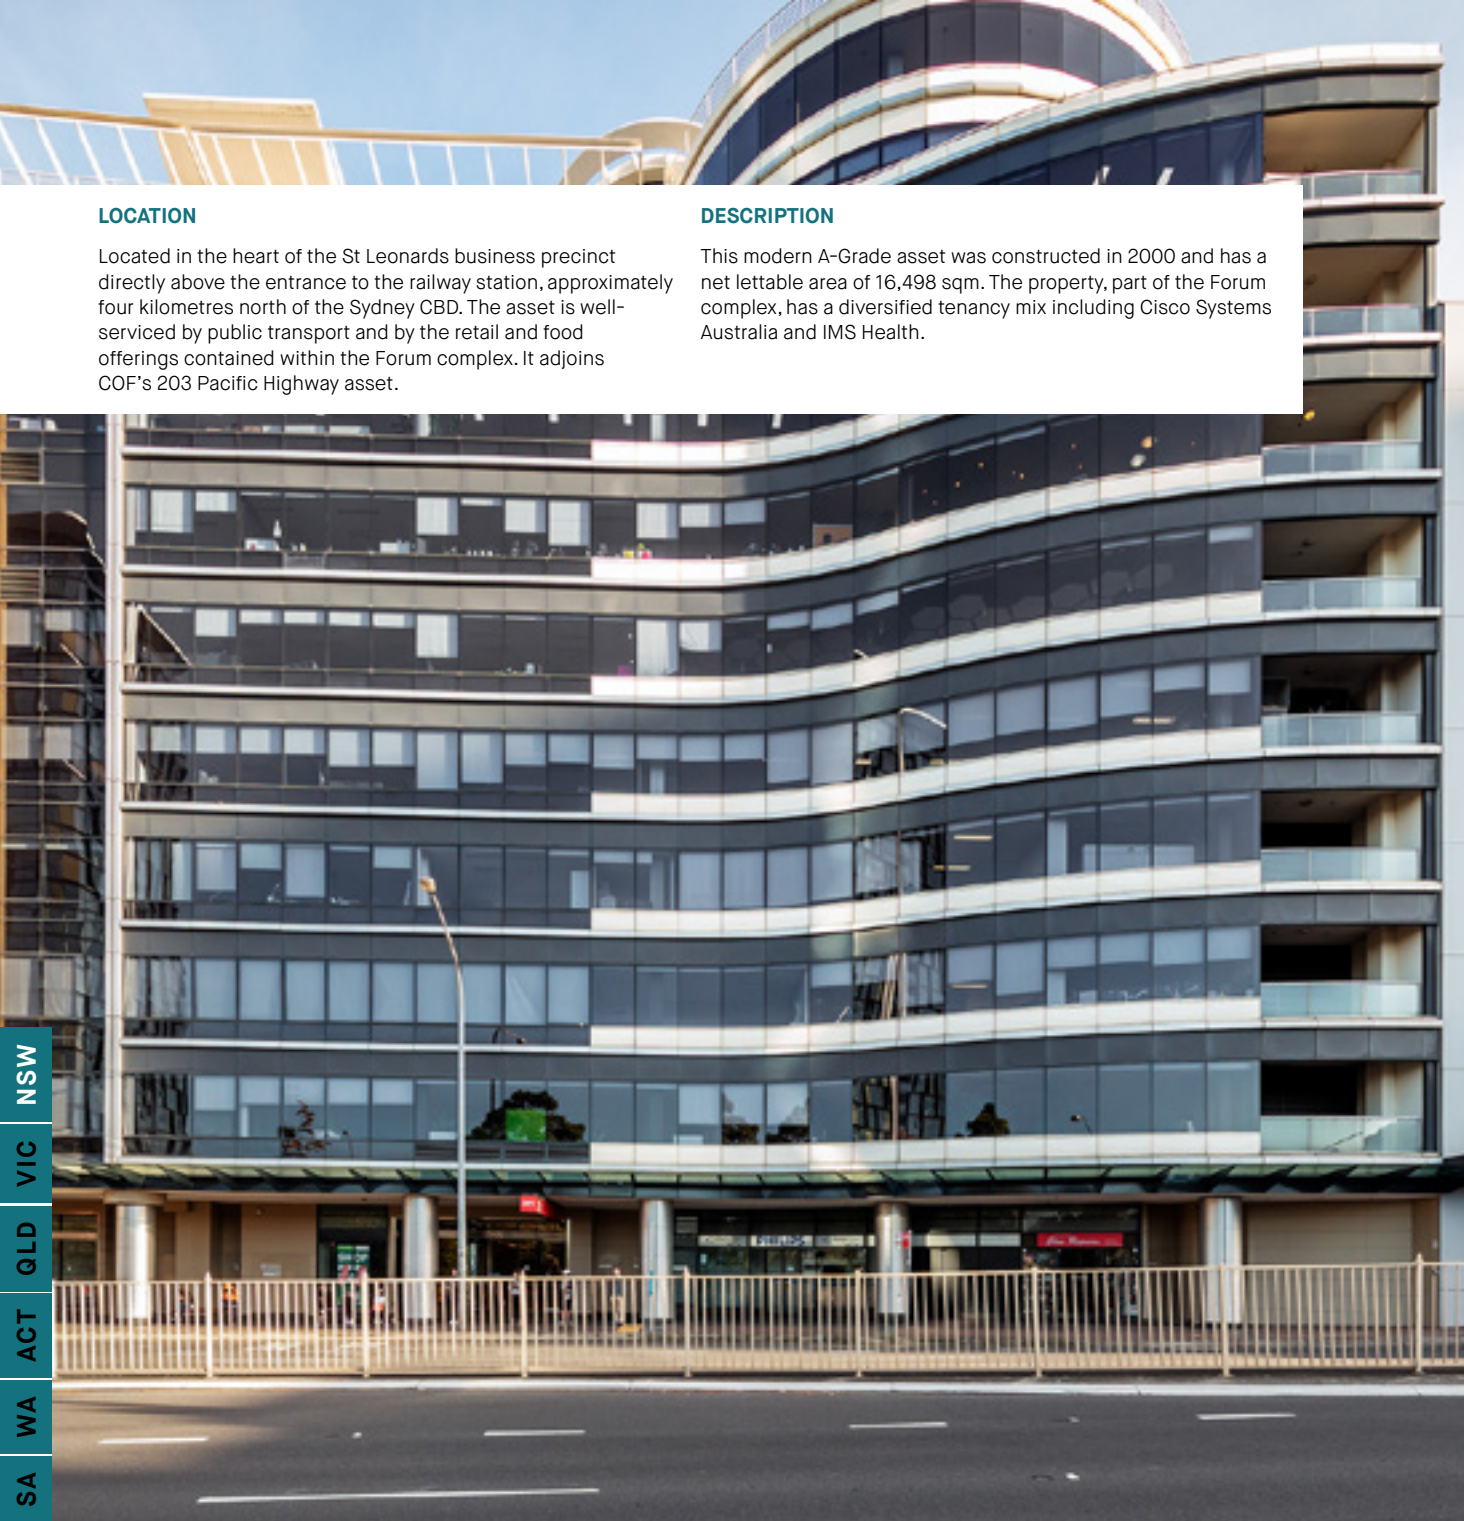 LOCATION
Located in the heart of the St Leonards business precinct
directly above the entrance to the railway station, approximately
four kilometres north of the Sydney CBD. The asset is well-
serviced by public transport and by the retail and food
offerings contained within the Forum complex. It adjoins
COF's 203 Pacific Highway asset.
DESCRIPTION
This modern A-Grade asset was constructed in 2000 and has a
net lettable area of 16,498 sqm. The property, part of the Forum
complex, has a diversified tenancy mix including Cisco Systems
Australia and IMS Health.
NSW
VIC
QLD
ACT
WA
SA
PHILIPS